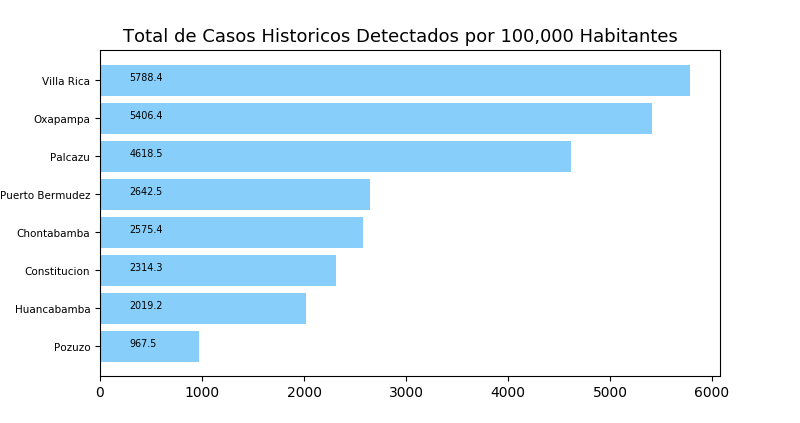 Total de Casos Historicos Detectados por 100,000 Habitantes
Villa Rica 5788.4
Oxapampa 5406.4
Palcazu 4618.5
Puerto Bermudez 2642.5
Chontabamba 2575.4
Constitucion 2314.3
Huancabamba 2019.2
Pozuzo 967.5
0 1000 2000 3000 4000 5000 6000